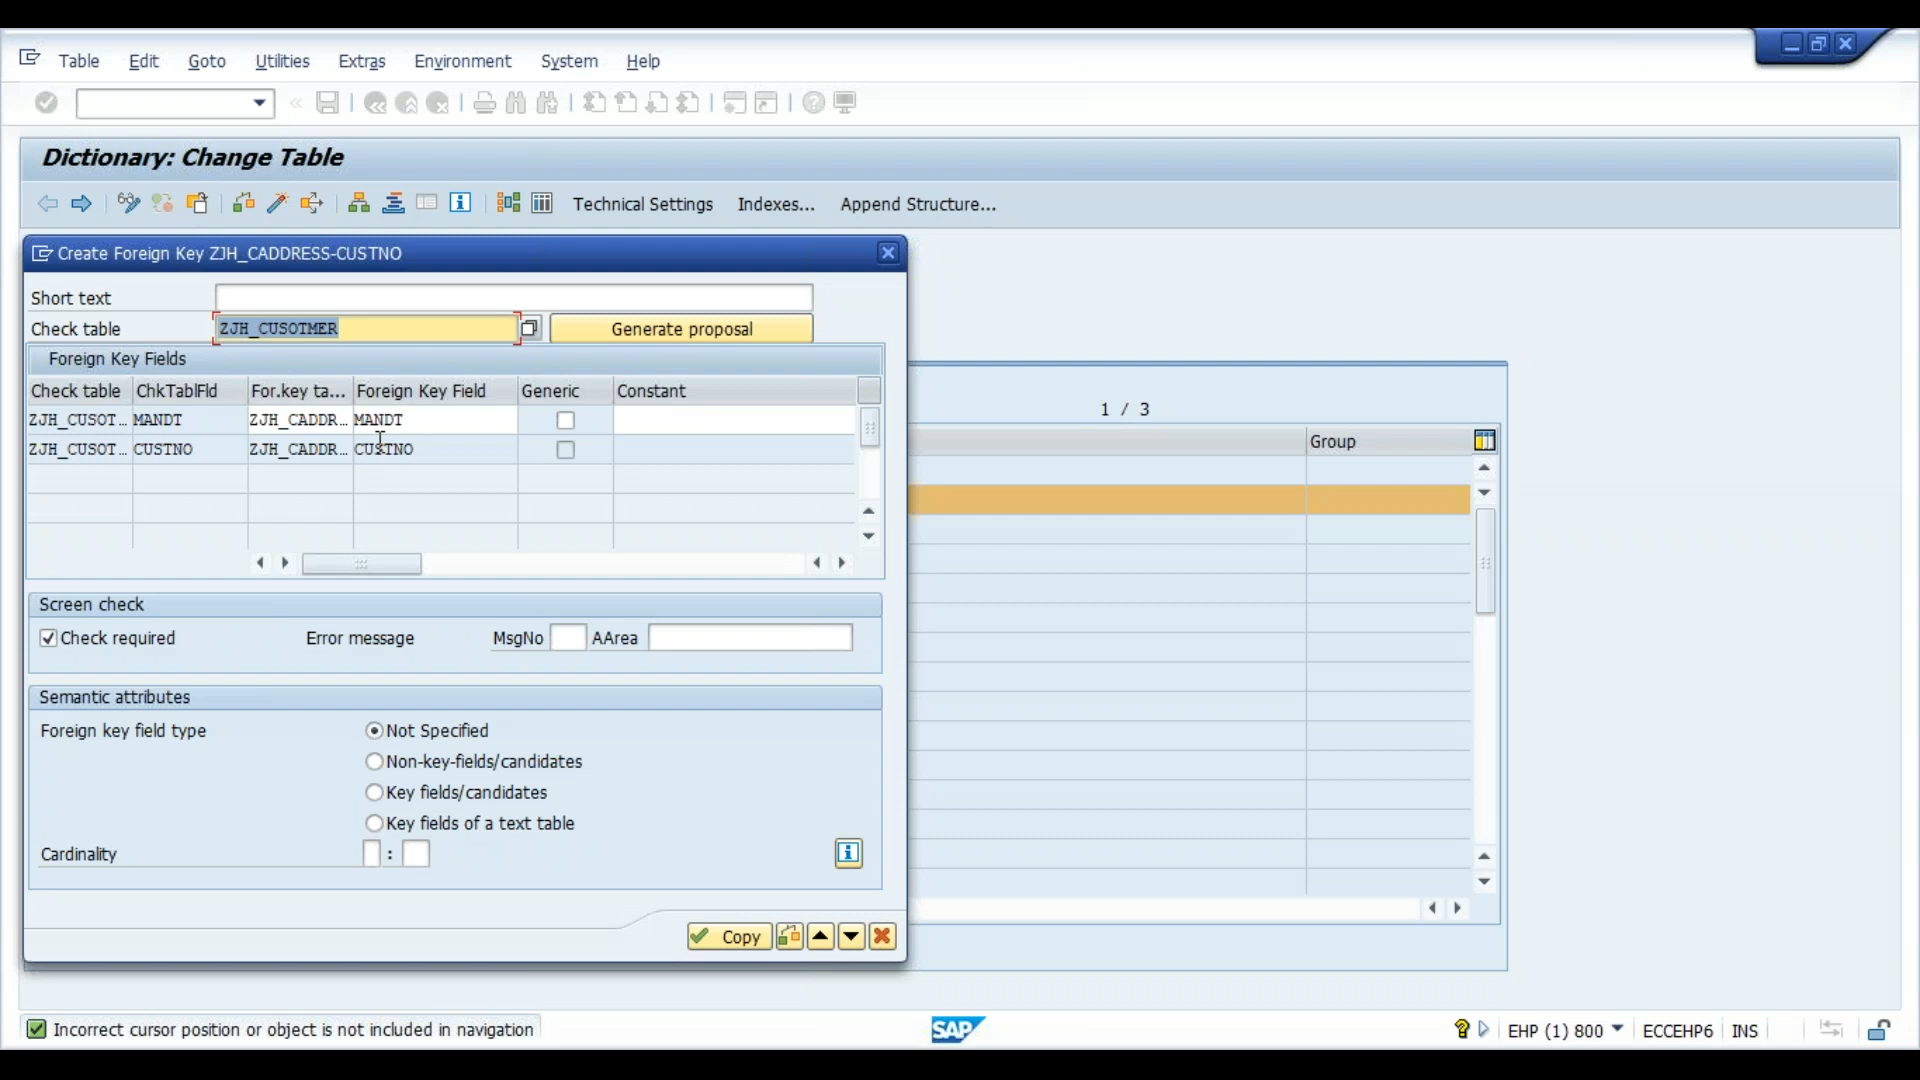 Table Edit Goto Utilities Extras Environment System Help
Dictionary: Change Table
Technical Settings Indexes... Append Structure...
Create Foreign Key ZJH_CADDRESS-CUSTNO
Short text
Check table ZJH_CUSOTMER Generate proposal
Foreign Key Fields
Check table ChkTablFld For.key ta... Foreign Key Field Generic Constant
ZJH_CUSOT... MANDT ZJH_CADDR... MANDT
ZJH_CUSOT... CUSTNO ZJH_CADDR... CUSTNO
1 / 3
Group
Screen check
Check required Error message MsgNo AArea
Semantic attributes
Foreign key field type Not Specified
Non-key-fields/candidates
Key fields/candidates
Key fields of a text table
Cardinality :
Copy
Incorrect cursor position or object is not included in navigation SAP EHP (1) 800 ECCEHP6 INS